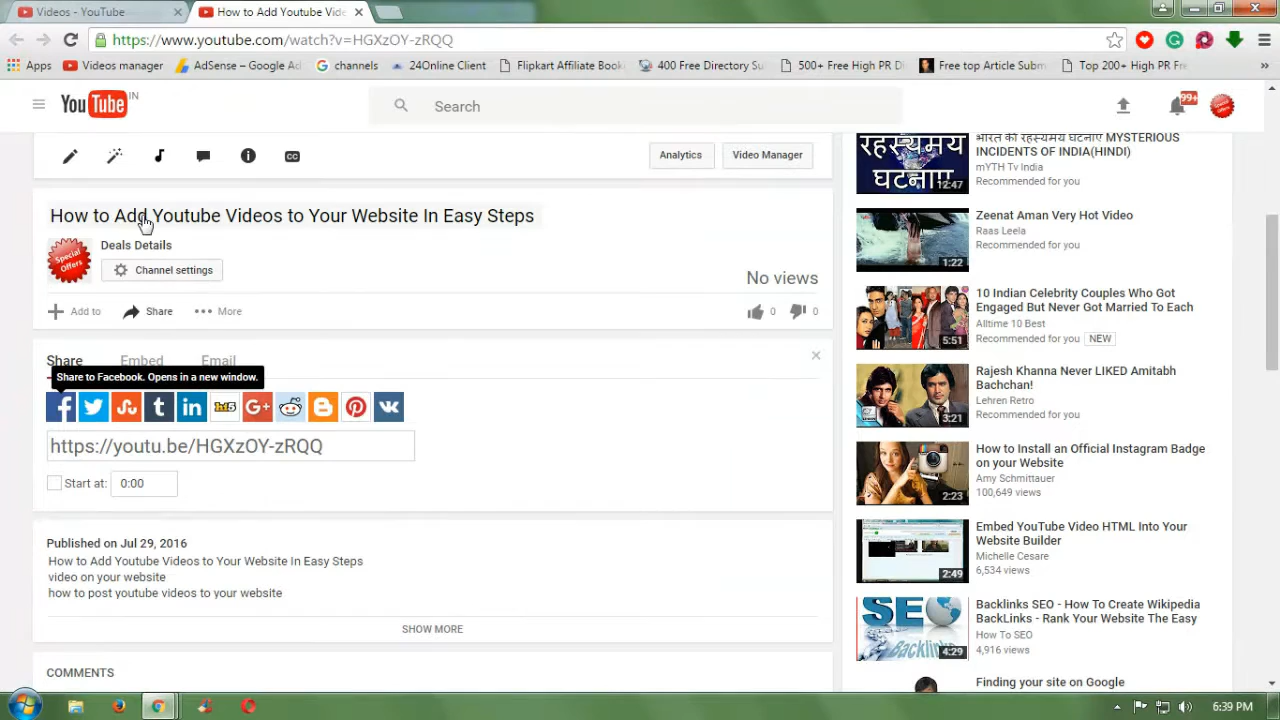 Videos - YouTube
How to Add Youtube Vide
https://www.youtube.com/watch?v=HGXzOY-zRQQ
Apps Videos manager AdSense – Google Ad channels 24Online Client Flipkart Affiliate Book 400 Free Directory Su 500+ Free High PR Di Free top Article Subm Top 200+ High PR Fre »
YouTube IN
Search
99+
Special Offers
CC
Analytics
Video Manager
How to Add Youtube Videos to Your Website In Easy Steps
Special Offers
Deals Details
Channel settings
No views
Add to Share More
0 0
Share Embed Email
Share to Facebook. Opens in a new window.
https://youtu.be/HGXzOY-zRQQ
Start at: 0:00
Published on Jul 29, 2016
How to Add Youtube Videos to Your Website In Easy Steps
video on your website
how to post youtube videos to your website
SHOW MORE
COMMENTS
रहस्यमय
घटनाए
12:47
भारत की रहस्यमय घटनाए MYSTERIOUS
INCIDENTS OF INDIA(HINDI)
mYTH Tv India
Recommended for you
1:22
Zeenat Aman Very Hot Video
Raas Leela
Recommended for you
5:51
10 Indian Celebrity Couples Who Got
Engaged But Never Got Married To Each
Alltime 10 Best
Recommended for you NEW
3:21
Rajesh Khanna Never LIKED Amitabh
Bachchan!
Lehren Retro
Recommended for you
2:23
How to Install an Official Instagram Badge
on your Website
Amy Schmittauer
100,649 views
2:49
Embed YouTube Video HTML Into Your
Website Builder
Michelle Cesare
6,534 views
SEO
Backlinks
4:29
Backlinks SEO - How To Create Wikipedia
BackLinks - Rank Your Website The Easy
How To SEO
4,916 views
Finding your site on Google
6:39 PM